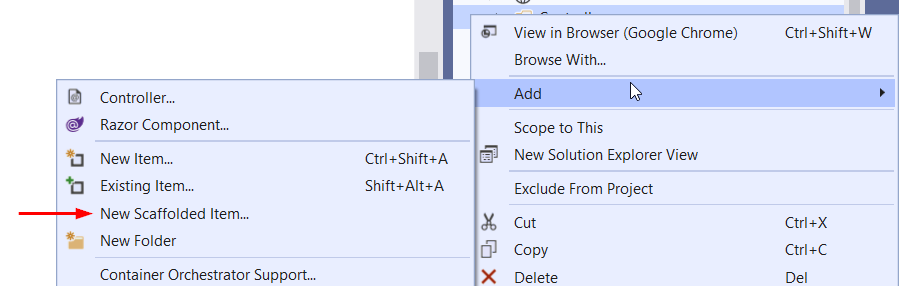 View in Browser (Google Chrome) Ctrl+Shift+W
Browse With...
Add
Scope to This
New Solution Explorer View
Exclude From Project
Cut Ctrl+X
Copy Ctrl+C
Delete Del
Controller...
Razor Component...
New Item... Ctrl+Shift+A
Existing Item... Shift+Alt+A
New Scaffolded Item...
New Folder
Container Orchestrator Support...